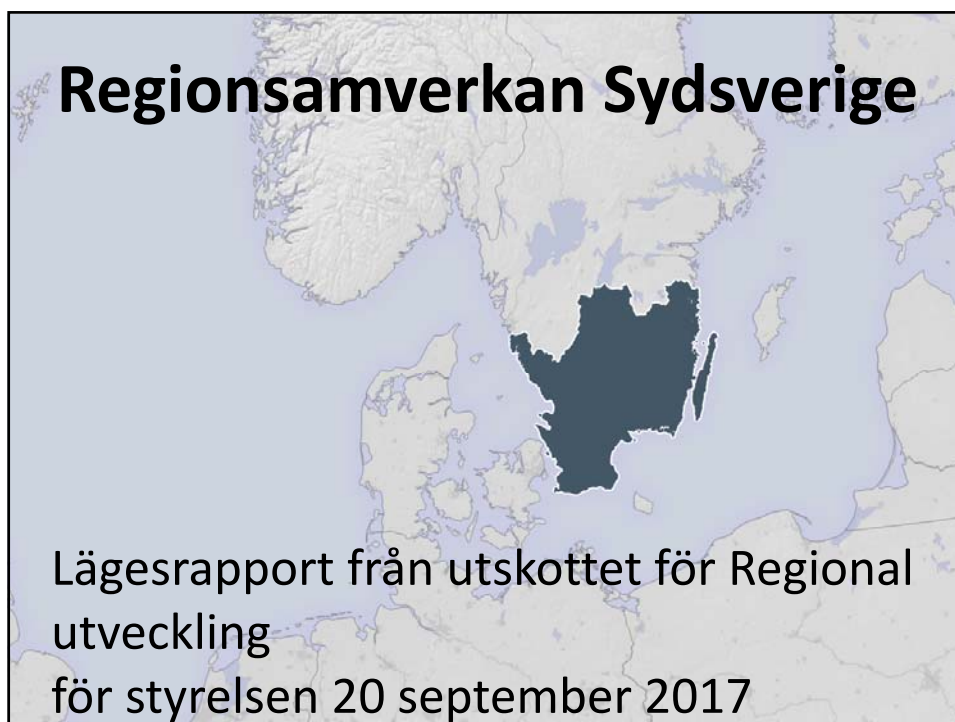 Regionsamverkan Sydsverige
Lägesrapport från utskottet för Regional
utveckling
för styrelsen 20 september 2017